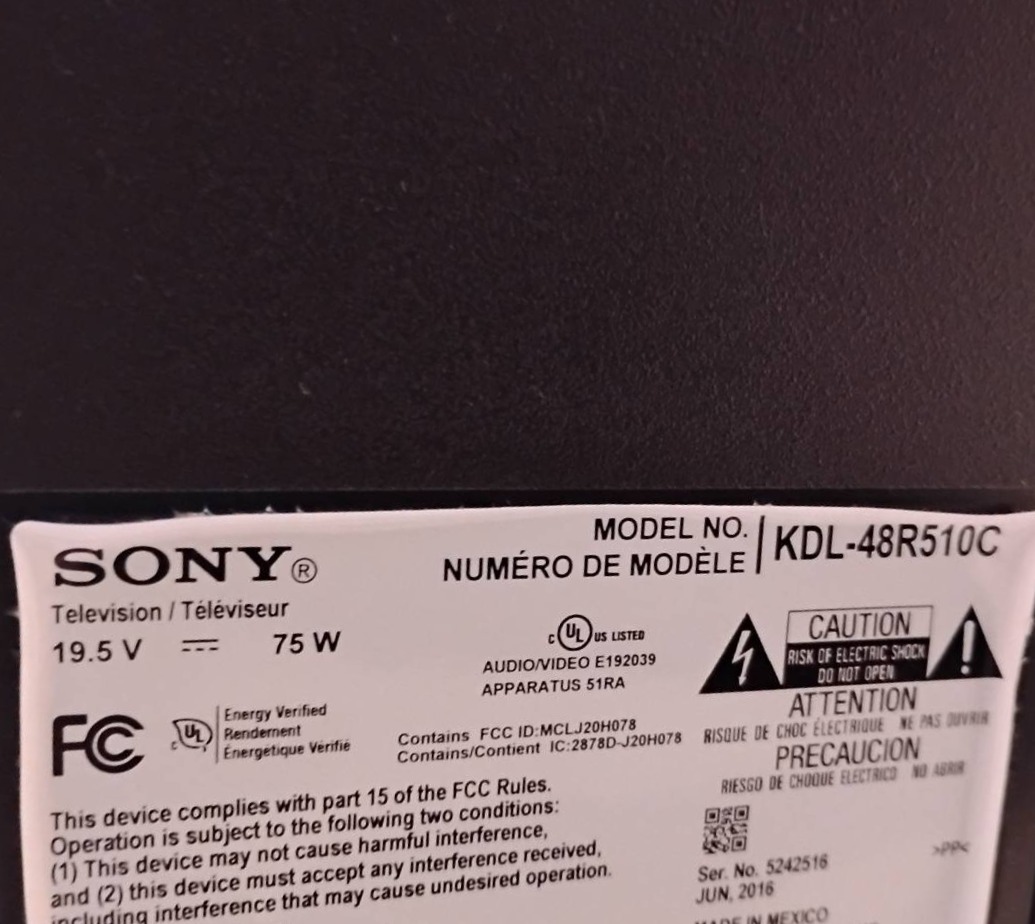 SONY®
MODEL NO.
NUMÉRO DE MODÈLE
KDL-48R510C
Television / Téléviseur
19.5 V 75 W
c UL US LISTED
AUDIO/VIDEO E192039
APPARATUS 51RA
CAUTION
RISK OF ELECTRIC SHOCK
DO NOT OPEN
ATTENTION
RISQUE DE CHOC ÉLECTRIQUE NE PAS OUVRIR
PRECAUCION
RIESGO DE CHOQUE ELECTRICO NO ABRIR
FC
c UL
Energy Verified
Rendement
Énergetique Vérifié
Contains FCC ID:MCLJ20H078
Contains/Contient IC:2878D-J20H078
This device complies with part 15 of the FCC Rules.
Operation is subject to the following two conditions:
(1) This device may not cause harmful interference,
and (2) this device must accept any interference received,
including interference that may cause undesired operation.
Ser. No. 5242516
JUN, 2016
>PP<
MADE IN MEXICO